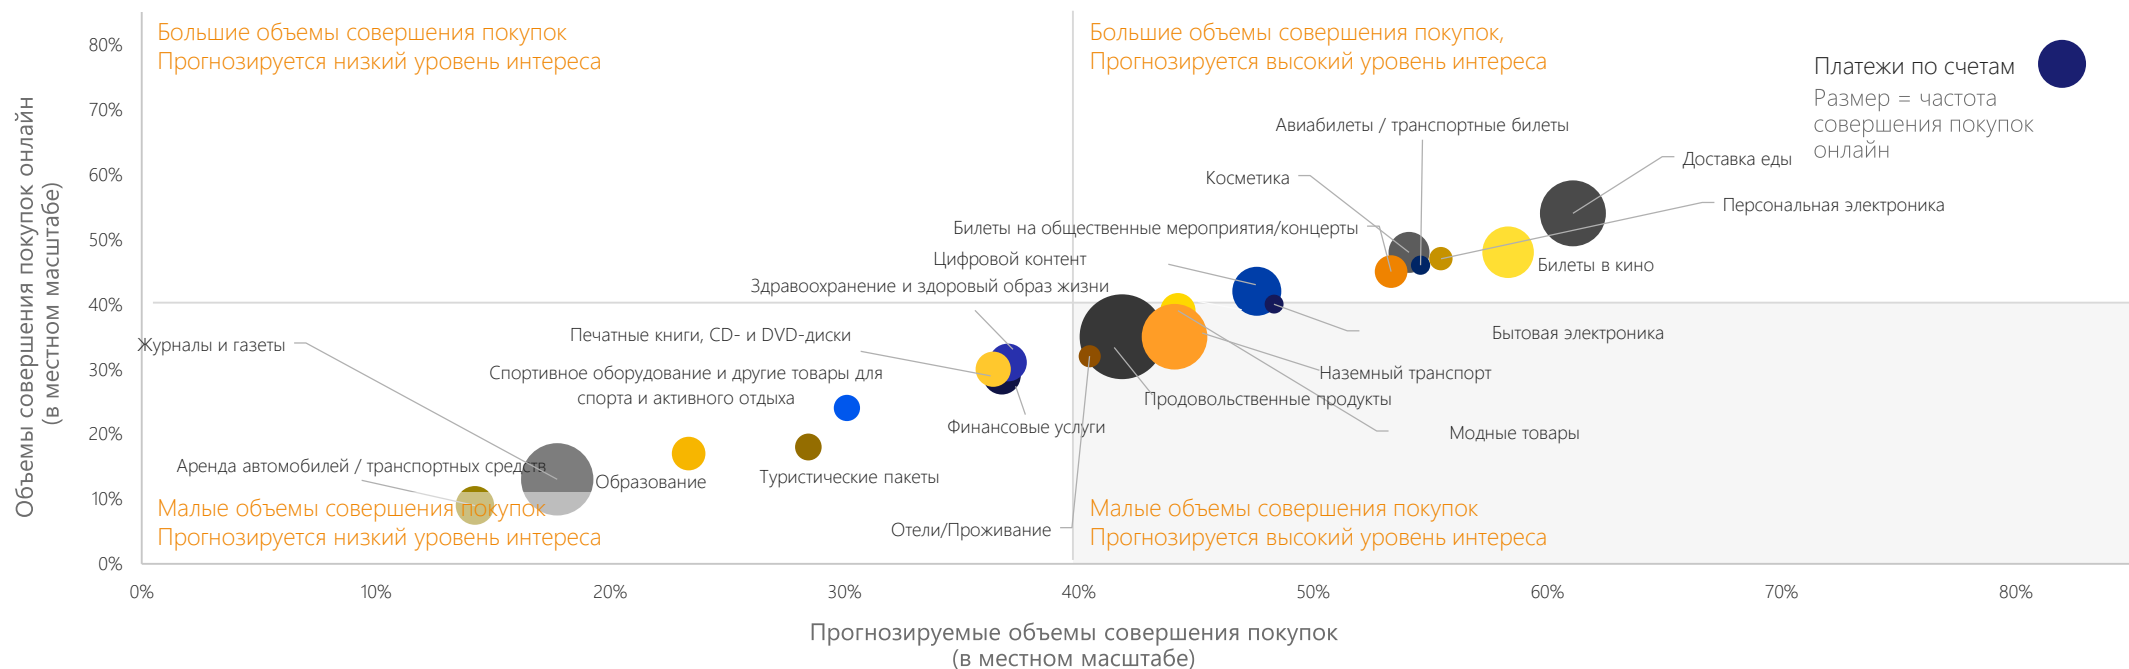 Большие объемы совершения покупок
Прогнозируется низкий уровень интереса
Большие объемы совершения покупок,
Прогнозируется высокий уровень интереса
Платежи по счетам
Размер = частота
совершения покупок
онлайн
Объемы совершения покупок онлайн
(в местном масштабе)
80%
70%
60%
50%
40%
30%
20%
10%
0%
Авиабилеты / транспортные билеты
Доставка еды
Косметика
Персональная электроника
Билеты на общественные мероприятия/концерты
Цифровой контент
Билеты в кино
Здравоохранение и здоровый образ жизни
Печатные книги, CD- и DVD-диски
Бытовая электроника
Журналы и газеты
Спортивное оборудование и другие товары для
спорта и активного отдыха
Наземный транспорт
Продовольственные продукты
Финансовые услуги
Модные товары
Аренда автомобилей / транспортных средств
Образование
Туристические пакеты
Отели/Проживание
Малые объемы совершения покупок
Прогнозируется низкий уровень интереса
Малые объемы совершения покупок
Прогнозируется высокий уровень интереса
0%
10%
20%
30%
40%
50%
60%
70%
80%
Прогнозируемые объемы совершения покупок
(в местном масштабе)